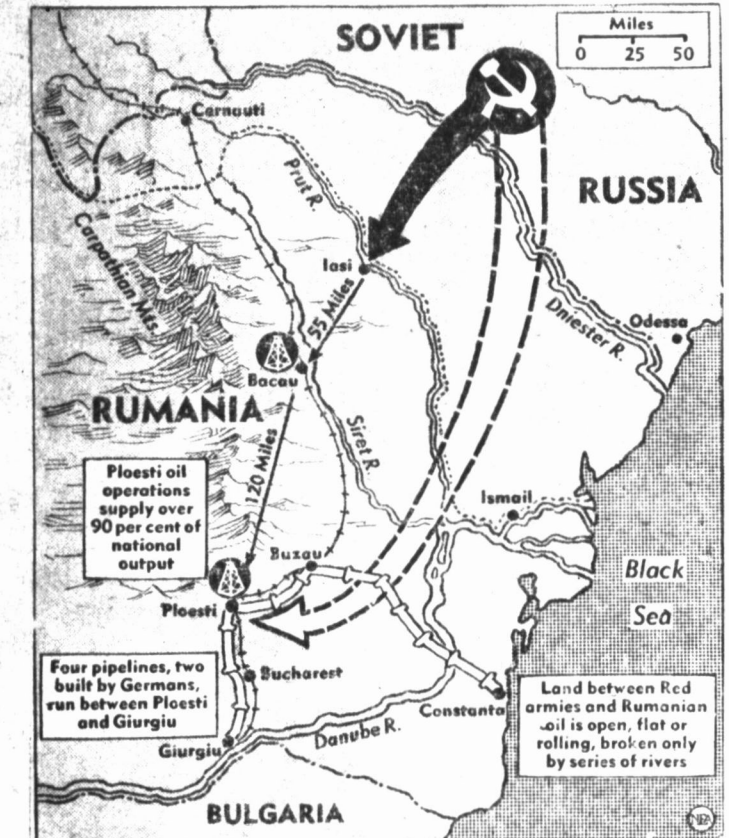 SOVIET
Miles
0 25 50
Cernauti
RUSSIA
Prut R.
Carpathian Mts.
Iasi
55 Miles
Dniester R.
Odessa
Bacau
RUMANIA
Siret R.
120 Miles
Ploesti oil
operations
supply over
90 per cent of
national
output
Ismail
Buzau
Black
Sea
Ploesti
Four pipelines, two
built by Germans,
run between Ploesti
and Giurgiu
Bucharest
Constanta
Land between Red
armies and Rumanian
oil is open, flat or
rolling, broken only
by series of rivers
Giurgiu
Danube R.
BULGARIA
NEA